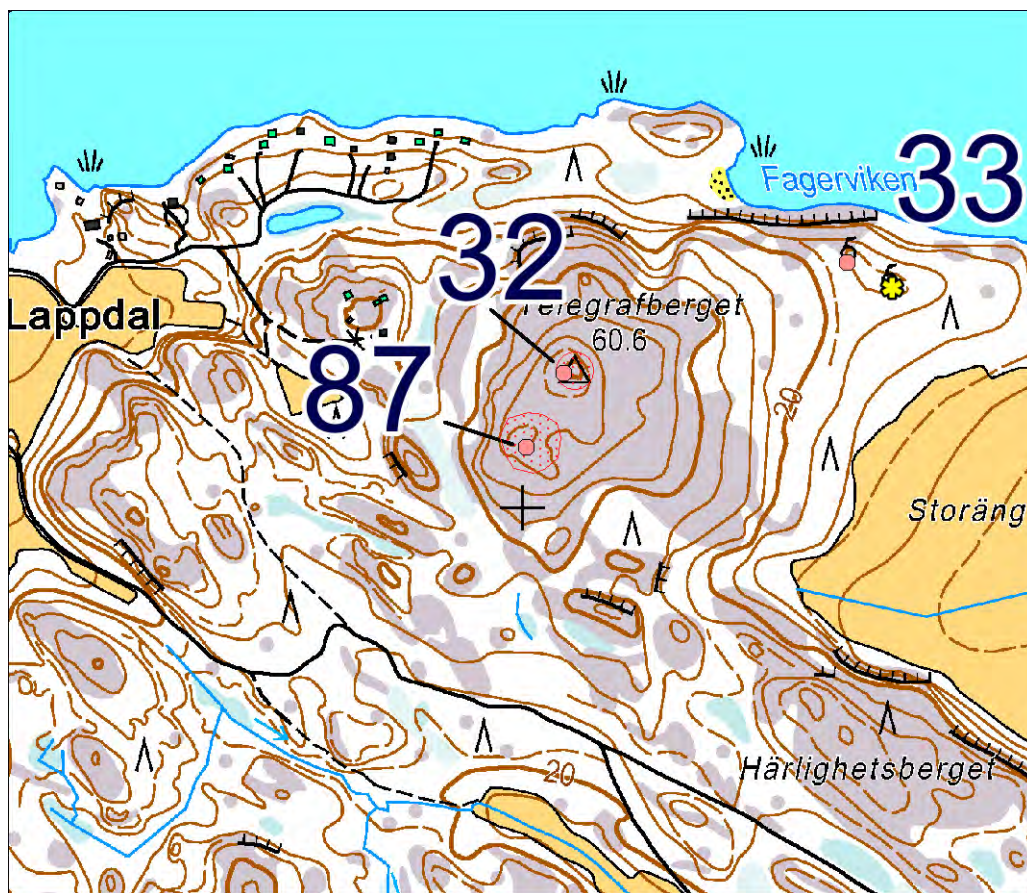 33
Fagerviken
32
Telegrafberget
60.6
Lappdal
87
20
Storäng
Härlighetsberget
20